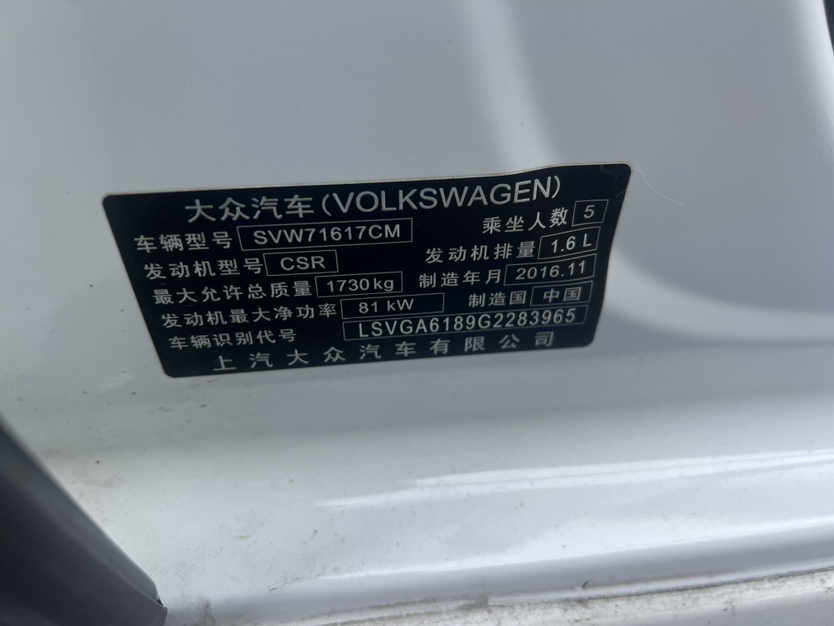 大众汽车(VOLKSWAGEN)
车辆型号 SVW71617CM 乘坐人数 5
发动机型号 CSR 发动机排量 1.6 L
最大允许总质量 1730kg 制造年月 2016.11
发动机最大净功率 81 kW 制造国 中国
车辆识别代号 LSVGA6189G2283965
上汽大众汽车有限公司